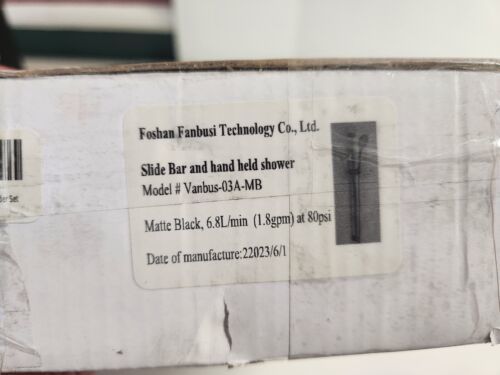 Foshan Fanbusi Technology Co., Ltd.
Slide Bar and hand held shower
Model # Vanbus-03A-MB
Matte Black, 6.8L/min (1.8gpm) at 80psi
Date of manufacture:22023/6/1
Set